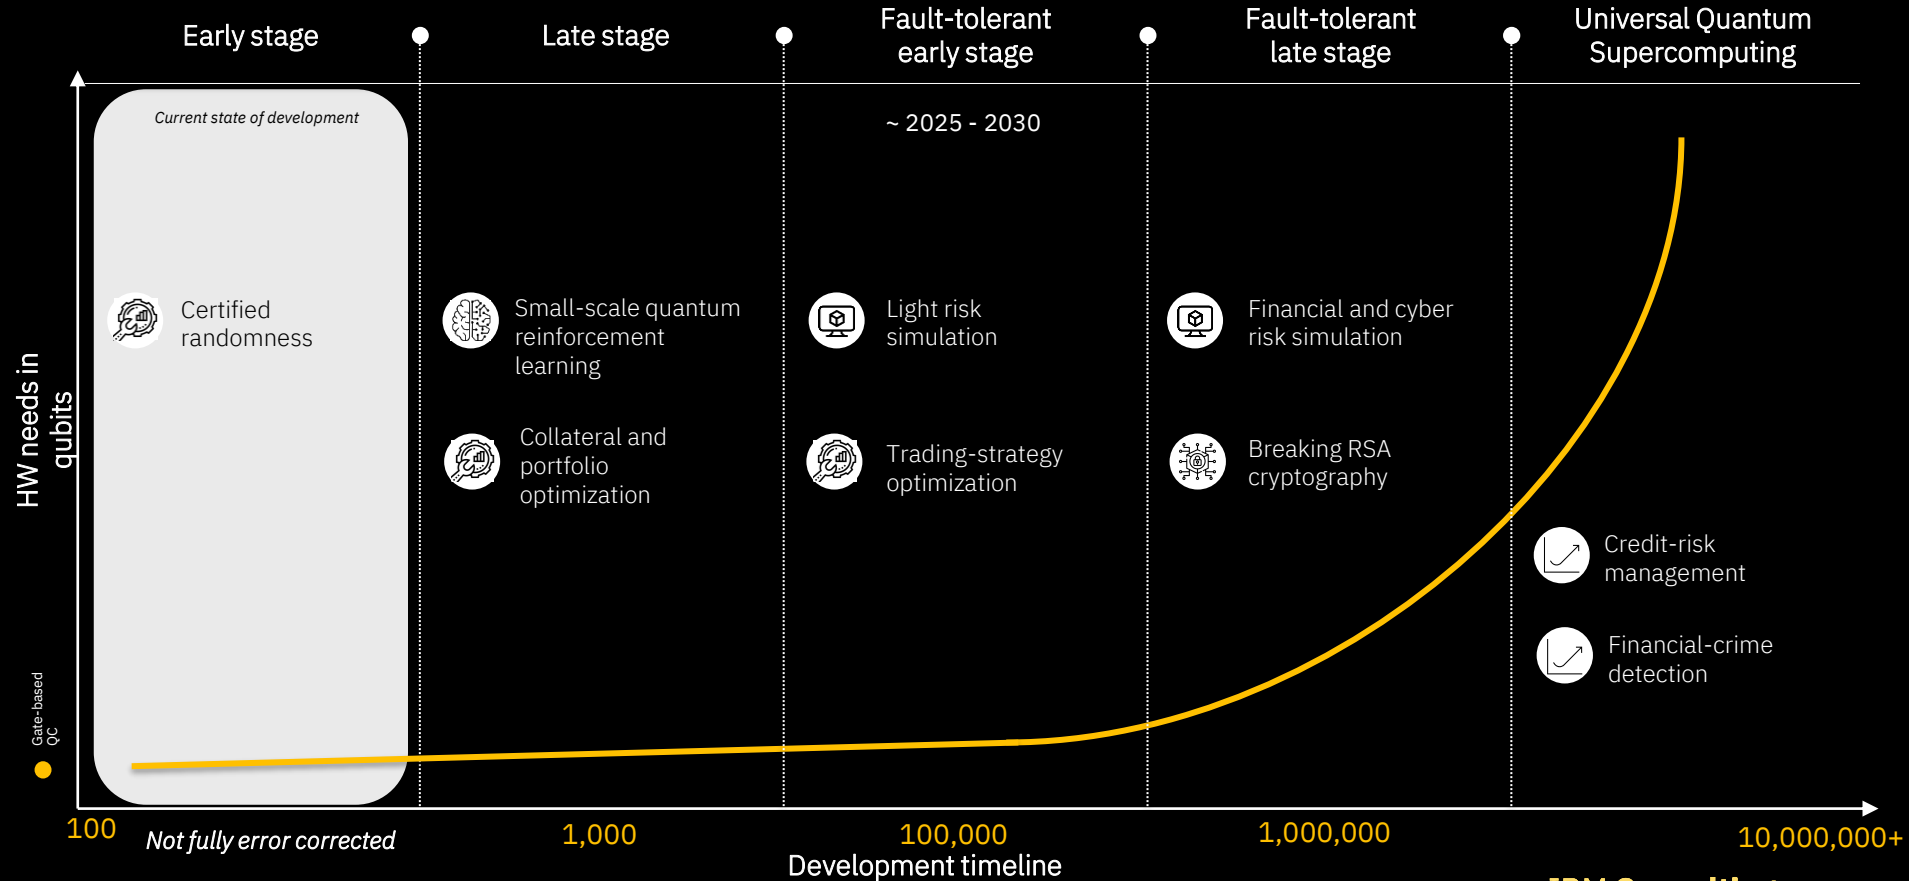 Early stage
Late stage
Fault-tolerant
early stage
Fault-tolerant
late stage
Universal Quantum
Supercomputing
Current state of development
~ 2025 - 2030
Certified
randomness
Small-scale quantum
reinforcement
learning
Light risk
simulation
Financial and cyber
risk simulation
Collateral and
portfolio
optimization
Trading-strategy
optimization
Breaking RSA
cryptography
Credit-risk
management
Financial-crime
detection
HW needs in
qubits
Gate-based
QC
100
Not fully error corrected
1,000
100,000
1,000,000
10,000,000+
Development timeline
IBM Consulting